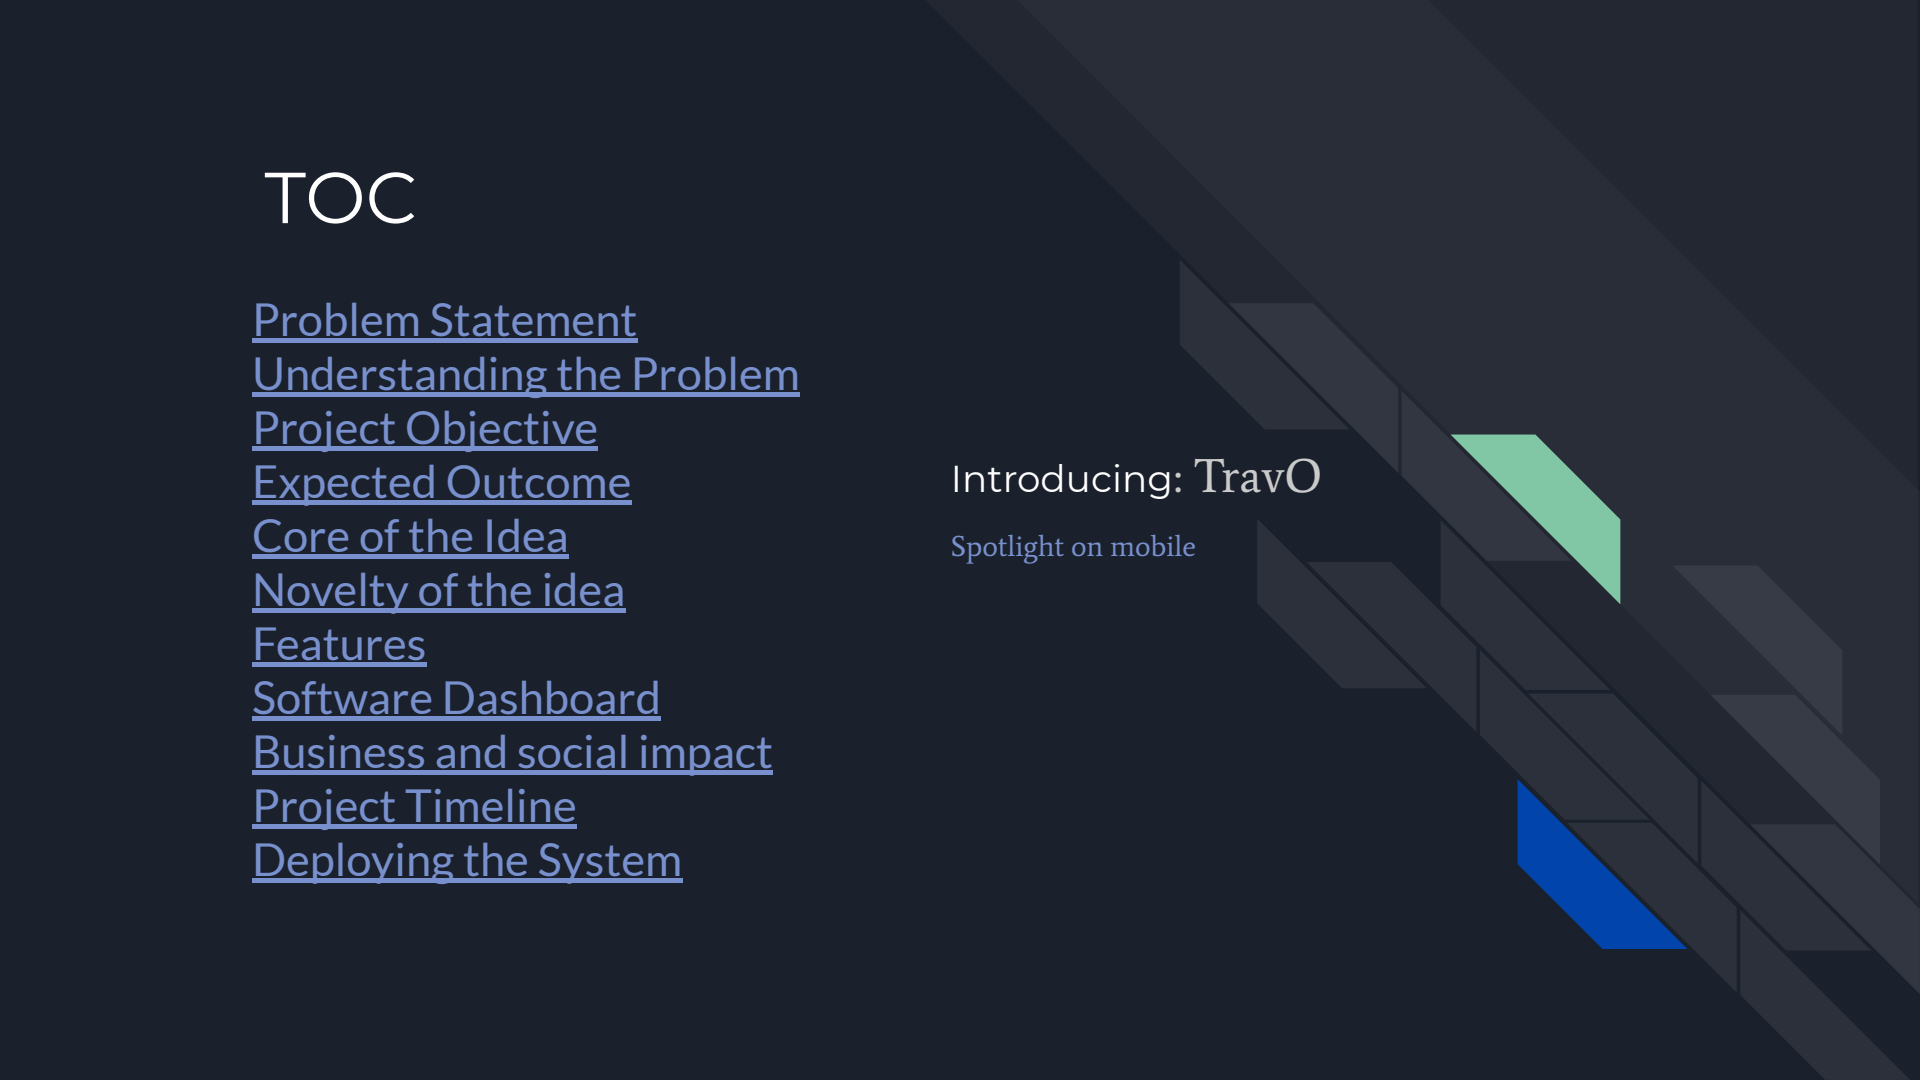 TOC
Problem Statement
Understanding the Problem
Project Objective
Expected Outcome
Core of the Idea
Novelty of the idea
Features
Software Dashboard
Business and social impact
Project Timeline
Deploying the System
Introducing: TravO
Spotlight on mobile